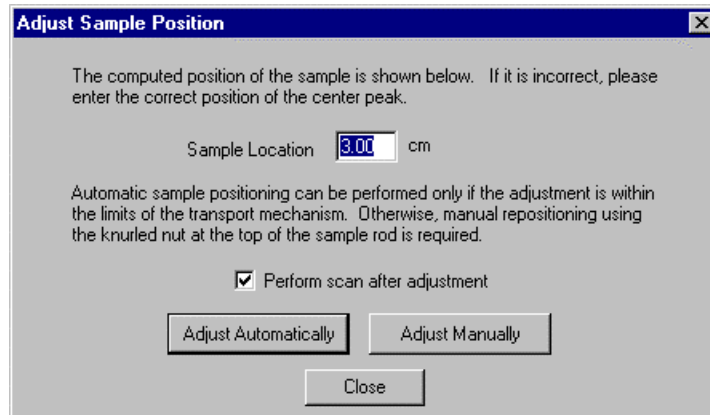 Adjust Sample Position
The computed position of the sample is shown below. If it is incorrect, please
enter the correct position of the center peak.
Sample Location 3.00 cm
Automatic sample positioning can be performed only if the adjustment is within
the limits of the transport mechanism. Otherwise, manual repositioning using
the knurled nut at the top of the sample rod is required.
Perform scan after adjustment
Adjust Automatically Adjust Manually
Close